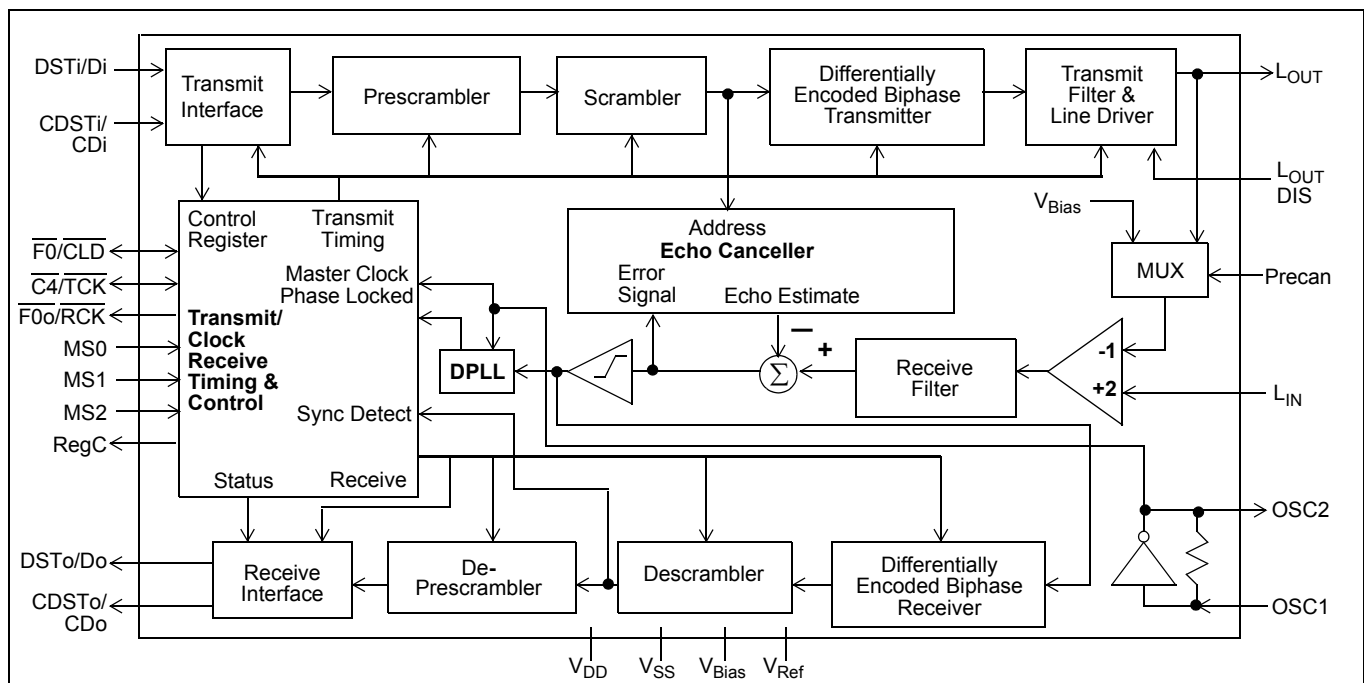 DSTi/Di
CDSTi/
CDi
Transmit
Interface
Prescrambler
Scrambler
Differentially
Encoded Biphase
Transmitter
Transmit
Filter &
Line Driver
LOUT
LOUT
DIS
VBias
MUX
Precan
Control
Register
Transmit
Timing
Address
Echo Canceller
Error
Signal
Echo Estimate
F0/CLD
C4/TCK
F0o/RCK
MS0
MS1
MS2
RegC
Master Clock
Phase Locked
Transmit/
Clock
Receive
Timing &
Control
DPLL
Sync Detect
Status
Receive
Σ
—
+
Receive
Filter
-1
+2
LIN
OSC2
OSC1
DSTo/Do
CDSTo/
CDo
Receive
Interface
De-
Prescrambler
Descrambler
Differentially
Encoded Biphase
Receiver
VDD
VSS
VBias
VRef